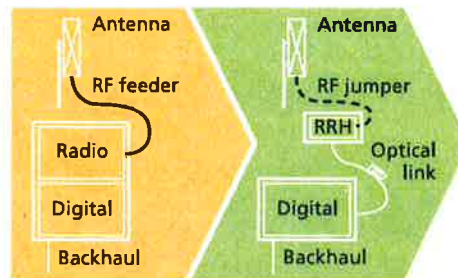 Antenna
RF feeder
Radio
Digital
Backhaul
Antenna
RF jumper
RRH
Optical
link
Digital
Backhaul